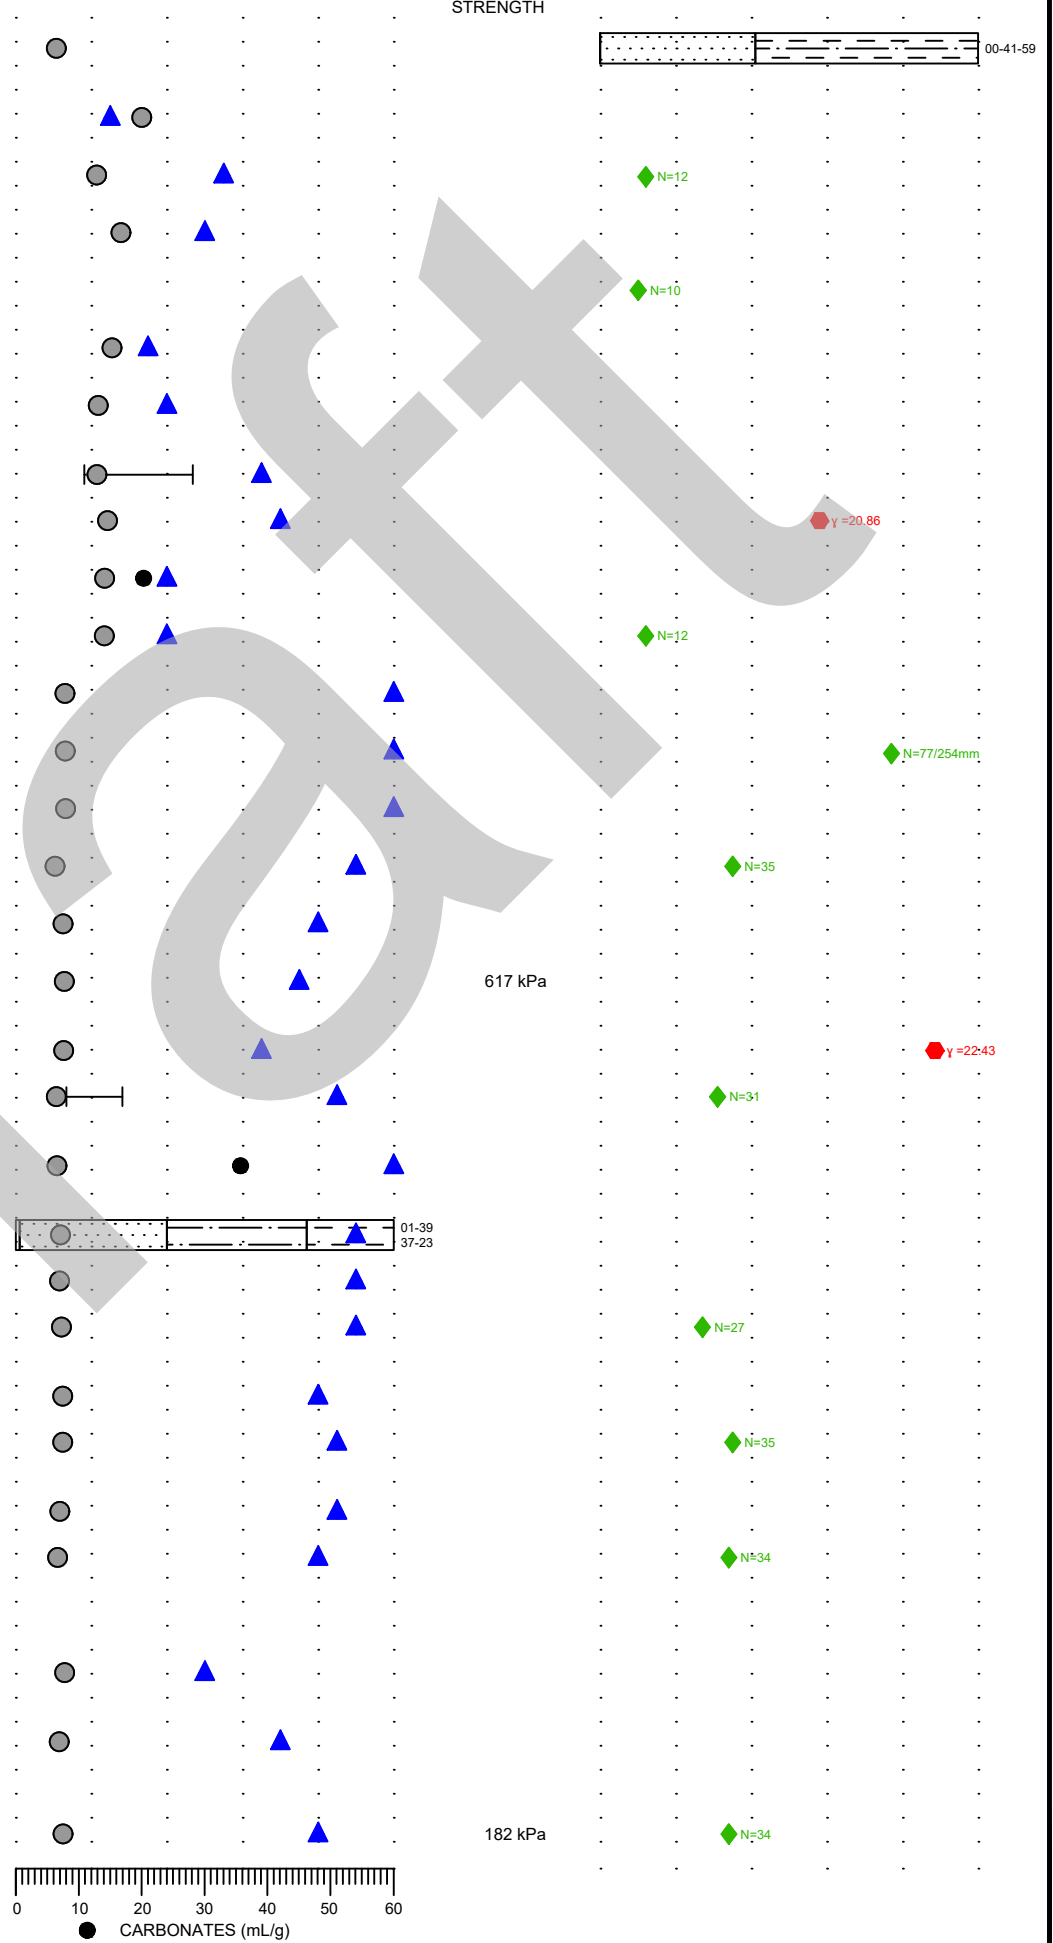 STRENGTH
00-41-59
N=12
N=10
γ =20.86
N=12
N=77/254mm
N=35
617 kPa
γ =22.43
N=31
01-39
37-23
N=27
N=35
N=34
182 kPa
N=34
0 10 20 30 40 50 60
CARBONATES (mL/g)
raft